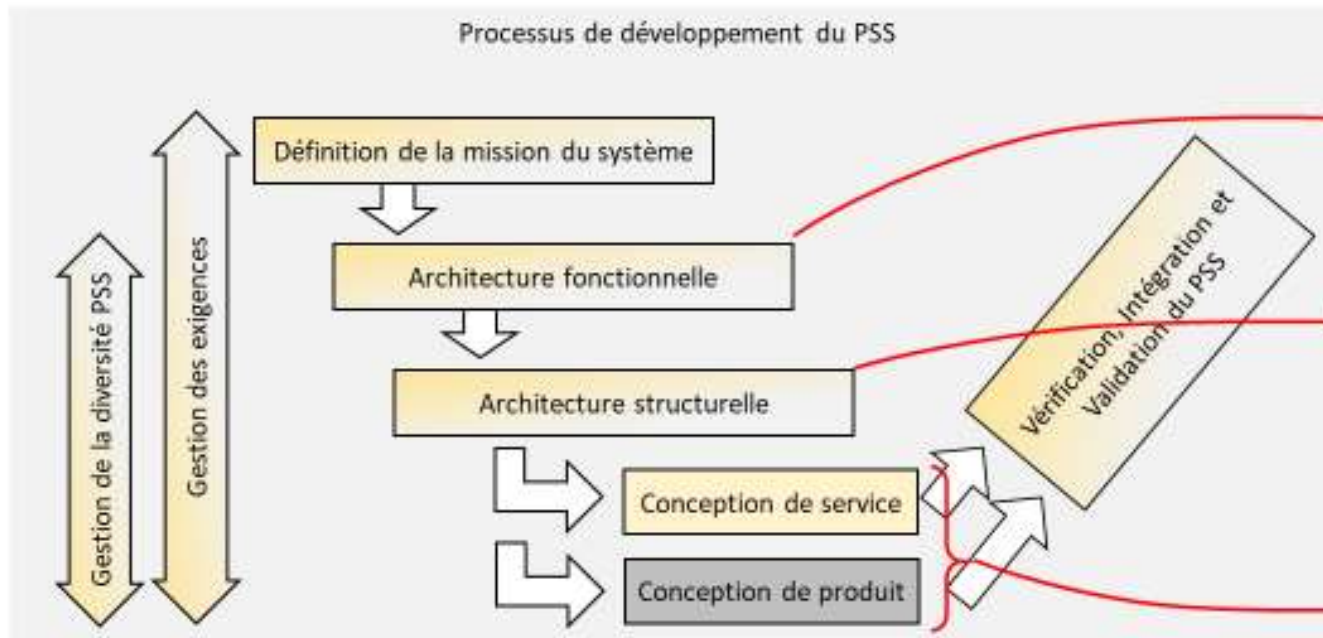 Processus de développement du PSS
Définition de la mission du système
Architecture fonctionnelle
Architecture structurelle
Conception de service
Conception de produit
Gestion de la diversité PSS
Gestion des exigences
Vérification, Intégration et
Validation du PSS